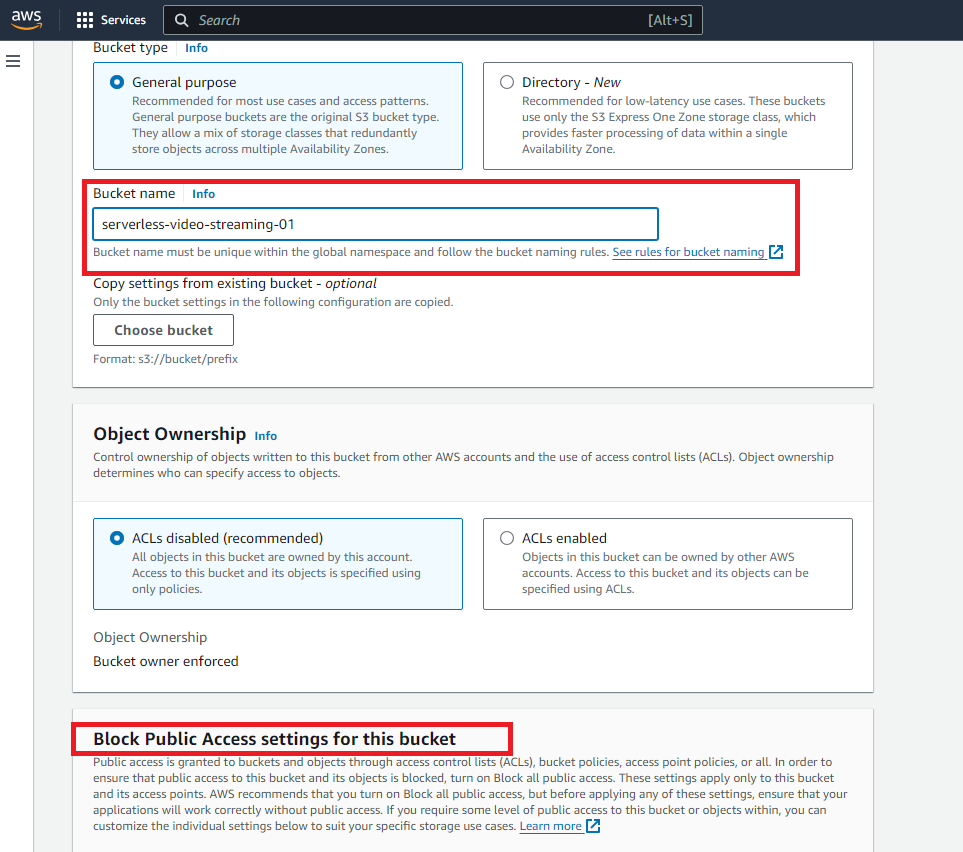 aws Services Search [Alt+S]
Bucket type Info
General purpose
Recommended for most use cases and access patterns.
General purpose buckets are the original S3 bucket type.
They allow a mix of storage classes that redundantly
store objects across multiple Availability Zones.
Directory - New
Recommended for low-latency use cases. These buckets
use only the S3 Express One Zone storage class, which
provides faster processing of data within a single
Availability Zone.
Bucket name Info
serverless-video-streaming-01
Bucket name must be unique within the global namespace and follow the bucket naming rules. See rules for bucket naming
Copy settings from existing bucket - optional
Only the bucket settings in the following configuration are copied.
Choose bucket
Format: s3://bucket/prefix
Object Ownership Info
Control ownership of objects written to this bucket from other AWS accounts and the use of access control lists (ACLs). Object ownership
determines who can specify access to objects.
ACLs disabled (recommended)
All objects in this bucket are owned by this account.
Access to this bucket and its objects is specified using
only policies.
ACLs enabled
Objects in this bucket can be owned by other AWS
accounts. Access to this bucket and its objects can be
specified using ACLs.
Object Ownership
Bucket owner enforced
Block Public Access settings for this bucket
Public access is granted to buckets and objects through access control lists (ACLs), bucket policies, access point policies, or all. In order to
ensure that public access to this bucket and its objects is blocked, turn on Block all public access. These settings apply only to this bucket
and its access points. AWS recommends that you turn on Block all public access, but before applying any of these settings, ensure that your
applications will work correctly without public access. If you require some level of public access to this bucket or objects within, you can
customize the individual settings below to suit your specific storage use cases. Learn more